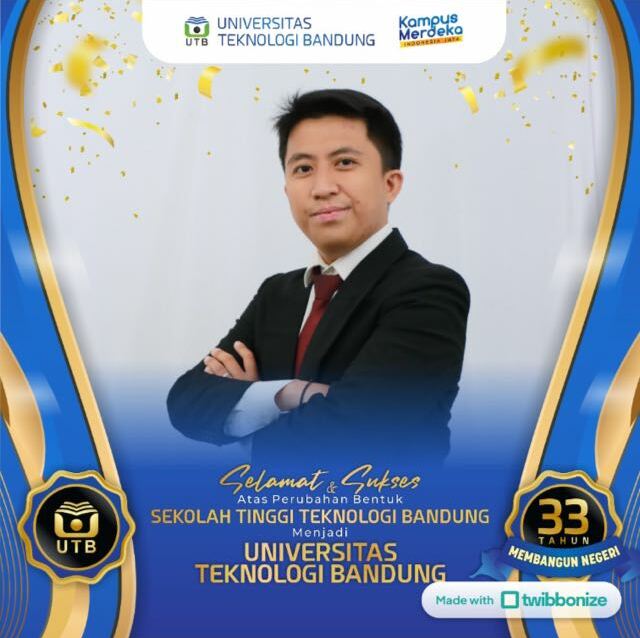 UTB
UNIVERSITAS
TEKNOLOGI BANDUNG
Kampus
Merdeka
INDONESIA JAYA
Selamat & Sukses
Atas Perubahan Bentuk
SEKOLAH TINGGI TEKNOLOGI BANDUNG
Menjadi
UNIVERSITAS
TEKNOLOGI BANDUNG
UTB
33
TAHUN
MEMBANGUN NEGERI
Made with twibbonize